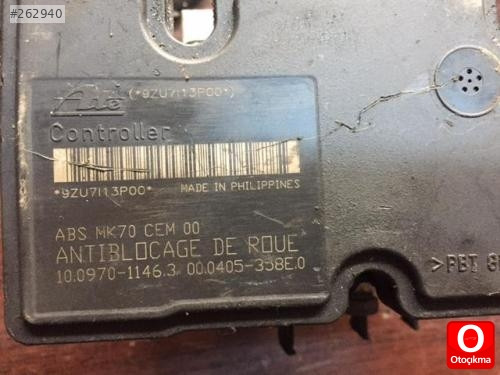 #262940
Ate
(*9ZU7113P00*)
Controller
*9ZU7113P00*
MADE IN PHILIPPINES
ABS MK70 CEM 00
ANTIBLOCAGE DE ROUE
10.0970-1146.3 00.0405-338E.0
>PBT
O
Otoçıkma